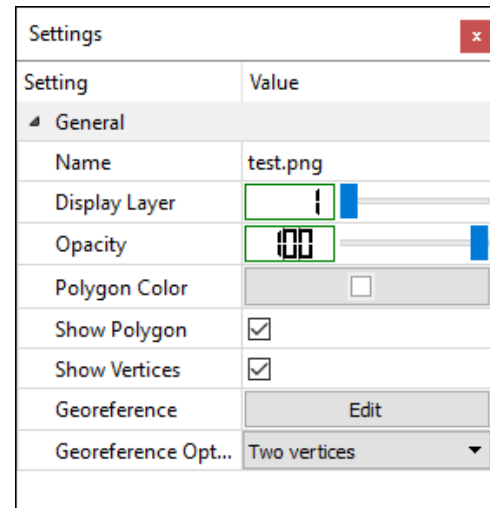 Settings
x
Setting Value
General
Name test.png
Display Layer 1
Opacity 100
Polygon Color
Show Polygon
Show Vertices
Georeference Edit
Georeference Opt... Two vertices